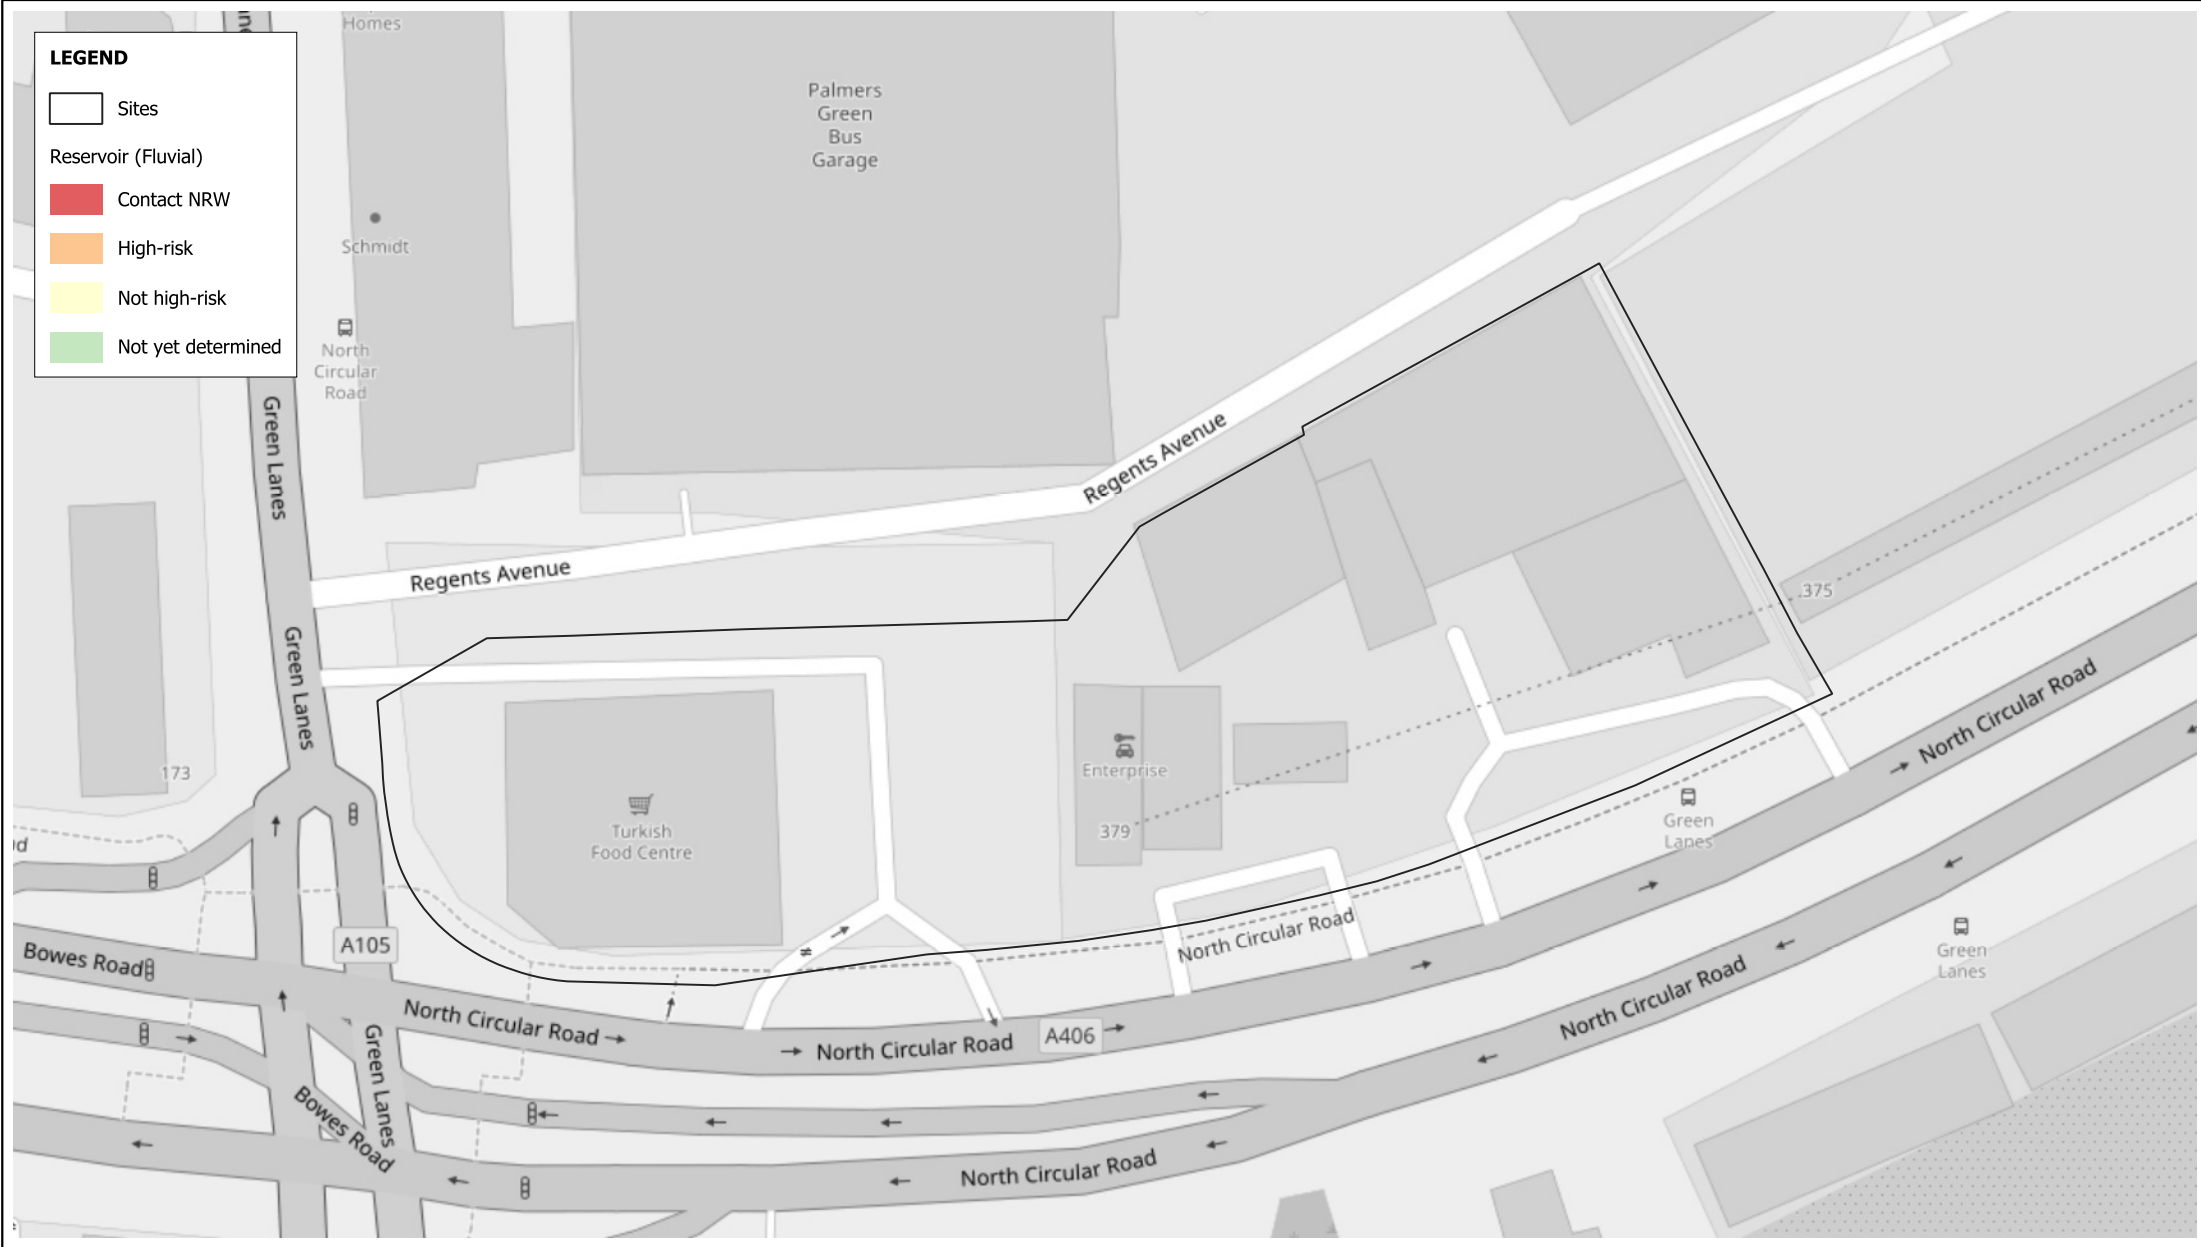 LEGEND
Sites
Reservoir (Fluvial)
Contact NRW
High-risk
Not high-risk
Not yet determined
Homes
Palmers
Green
Bus
Garage
Schmidt
North
Circular
Road
Green Lanes
Regents Avenue
Regents Avenue
Green Lanes
375
173
Enterprise
379
Turkish
Food Centre
Green
Lanes
North Circular Road
North Circular Road
A105
Bowes Road
North Circular Road
North Circular Road
A406
North Circular Road
Green
Lanes
Green Lanes
Bowes Road
North Circular Road